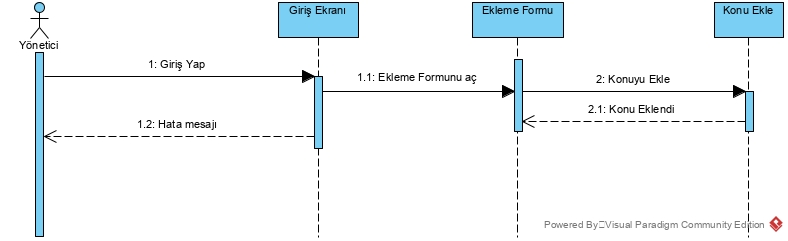 Giriş Ekranı
Ekleme Formu
Konu Ekle
Yönetici
1: Giriş Yap
1.1: Ekleme Formunu aç
2: Konuyu Ekle
2.1: Konu Eklendi
1.2: Hata mesajı
Powered By Visual Paradigm Community Edition